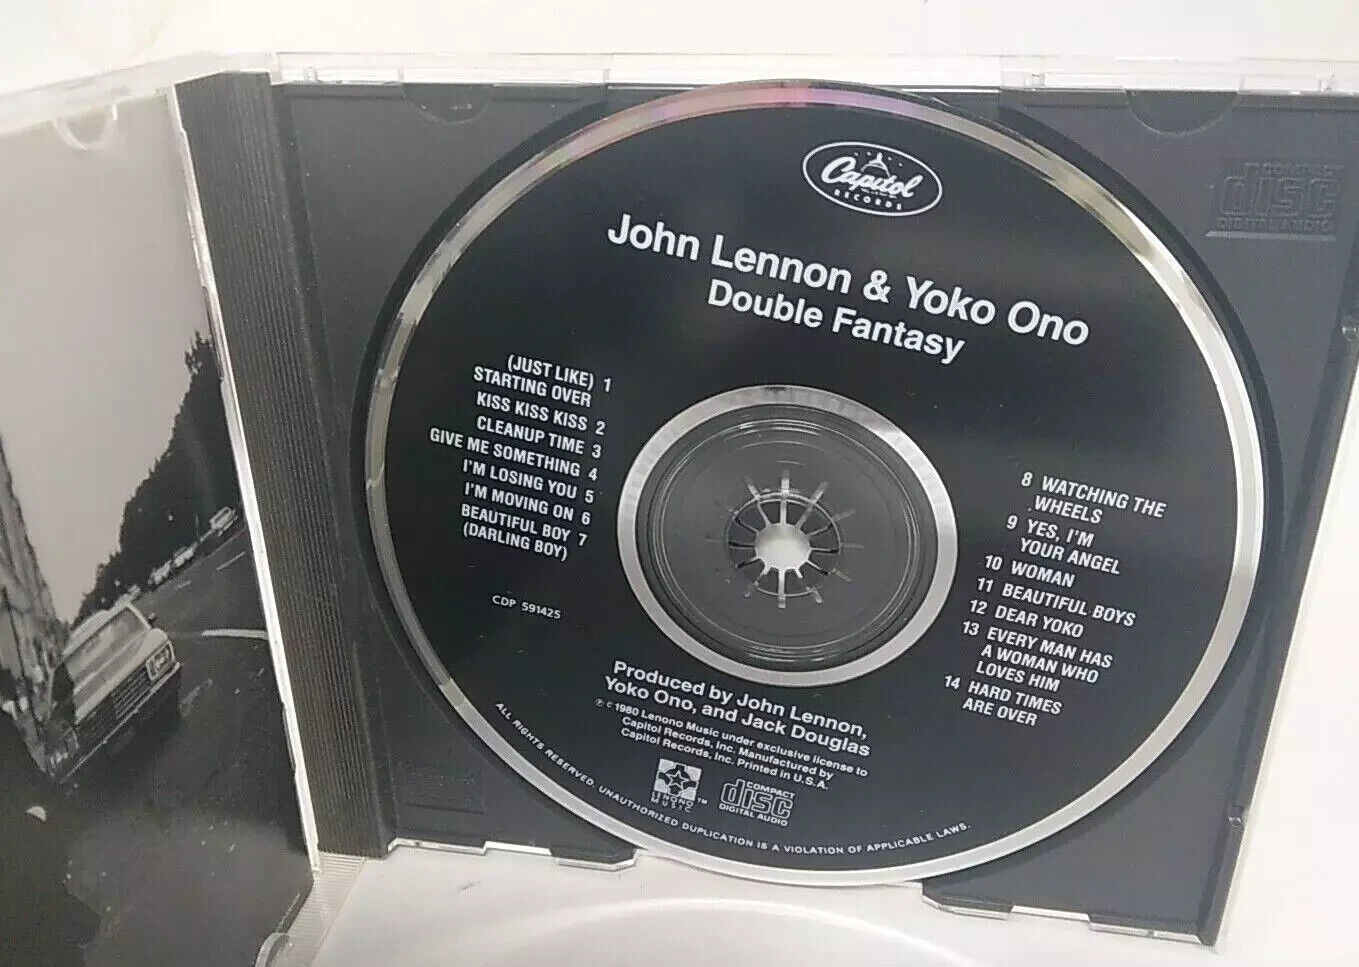 Capitol
RECORDS
John Lennon & Yoko Ono
Double Fantasy
(JUST LIKE) 1
STARTING OVER
KISS KISS KISS 2
CLEANUP TIME 3
GIVE ME SOMETHING 4
I'M LOSING YOU 5
I'M MOVING ON 6
BEAUTIFUL BOY 7
(DARLING BOY)
CDP 591425
8 WATCHING THE
WHEELS
9 YES, I'M
YOUR ANGEL
10 WOMAN
11 BEAUTIFUL BOYS
12 DEAR YOKO
13 EVERY MAN HAS
A WOMAN WHO
LOVES HIM
14 HARD TIMES
ARE OVER
Produced by John Lennon,
Yoko Ono, and Jack Douglas
℗ © 1980 Lenono Music under exclusive license to
Capitol Records, Inc. Manufactured by
Capitol Records, Inc. Printed in U.S.A.
LENONO
MUSIC
TM
COMPACT
disc
DIGITAL AUDIO
ALL RIGHTS RESERVED. UNAUTHORIZED DUPLICATION IS A VIOLATION OF APPLICABLE LAWS.
COMPACT
disc
DIGITAL AUDIO